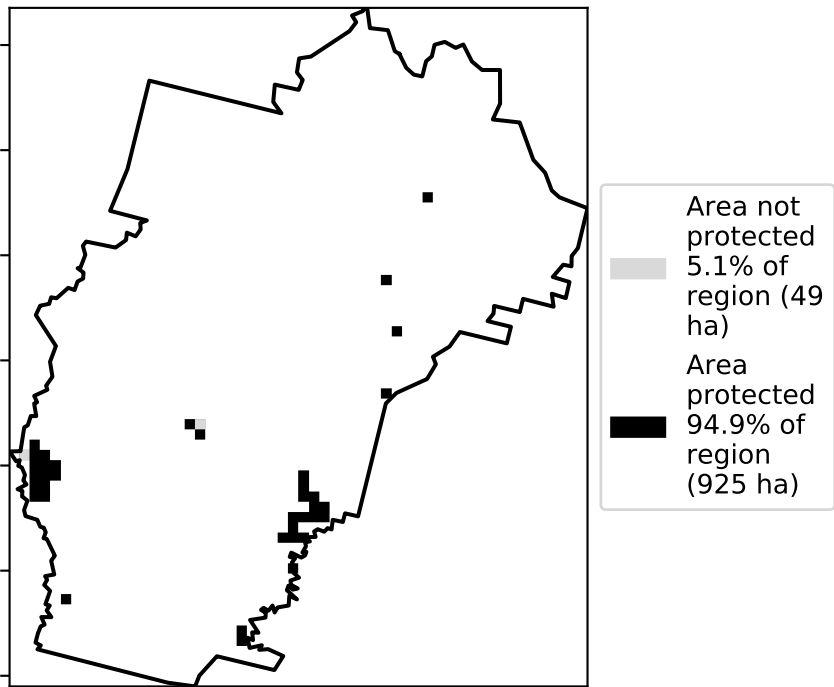 Area not
protected
5.1% of
region (49
ha)
Area
protected
94.9% of
region
(925 ha)